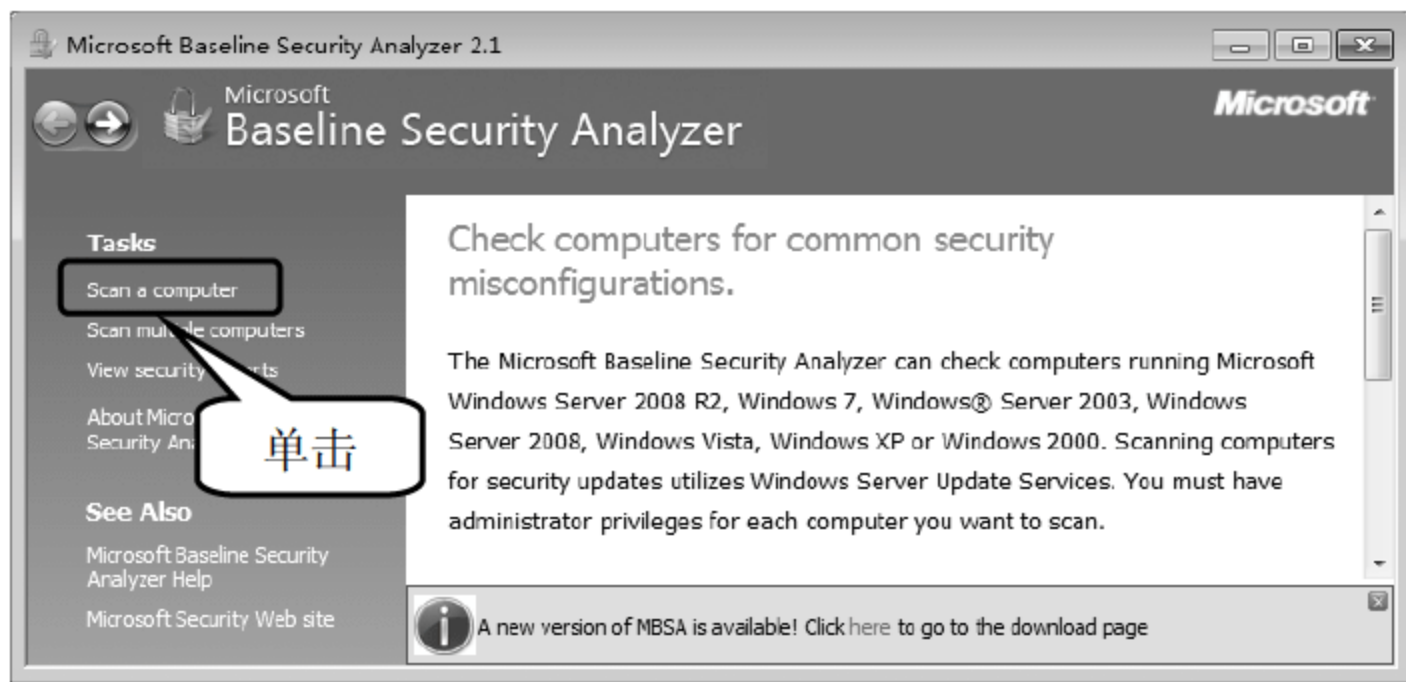 Microsoft Baseline Security Analyzer 2.1
Microsoft
Baseline Security Analyzer
Microsoft
Tasks
Scan a computer
Scan multiple computers
View security
About Micro
Security
单击
See Also
Microsoft Baseline Security
Analyzer Help
Microsoft Security Web site
Check computers for common security
misconfigurations.
The Microsoft Baseline Security Analyzer can check computers running Microsoft
Windows Server 2008 R2, Windows 7, Windows® Server 2003, Windows
Server 2008, Windows Vista, Windows XP or Windows 2000. Scanning computers
for security updates utilizes Windows Server Update Services. You must have
administrator privileges for each computer you want to scan.
A new version of MBSA is available! Click here to go to the download page